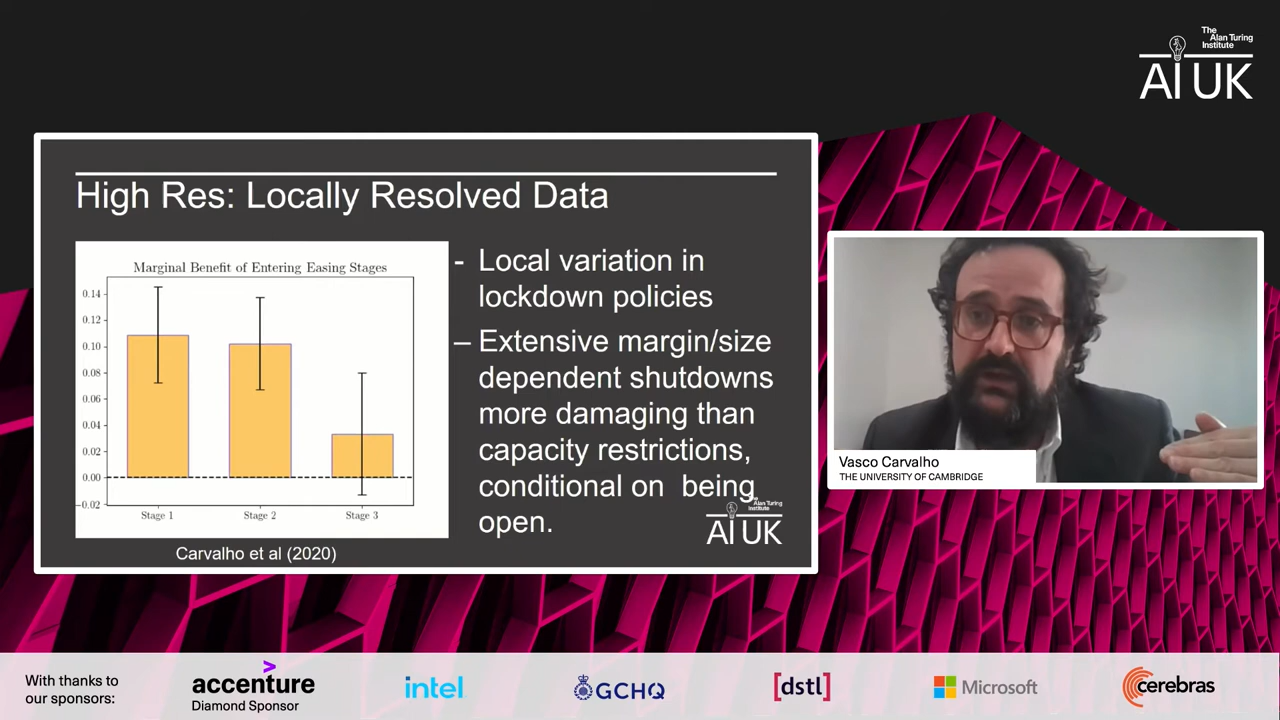 The
Alan Turing
Institute
AI UK
High Res: Locally Resolved Data
Marginal Benefit of Entering Easing Stages
0.14
0.12
0.10
0.08
0.06
0.04
0.02
0.00
−0.02
Stage 1
Stage 2
Stage 3
Carvalho et al (2020)
- Local variation in
lockdown policies
– Extensive margin/size
dependent shutdowns
more damaging than
capacity restrictions,
conditional on being
open.
The
Alan Turing
Institute
AI UK
Vasco Carvalho
THE UNIVERSITY OF CAMBRIDGE
With thanks to
our sponsors:
accenture
Diamond Sponsor
intel
GCHQ
[dstl]
Microsoft
cerebras